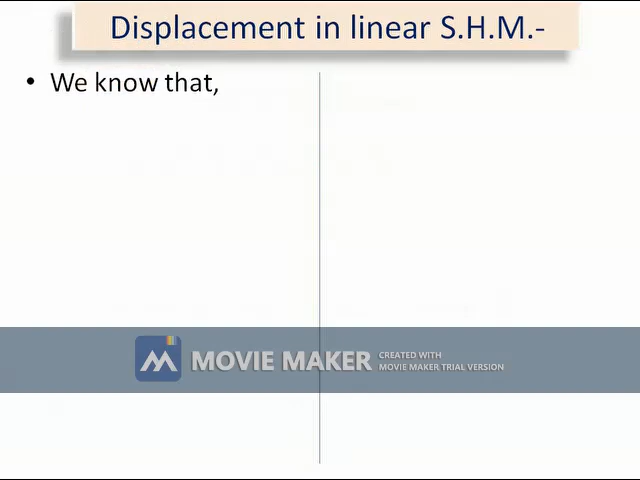 Displacement in linear S.H.M.-
• We know that,
MOVIE MAKER
CREATED WITH
MOVIE MAKER TRIAL VERSION